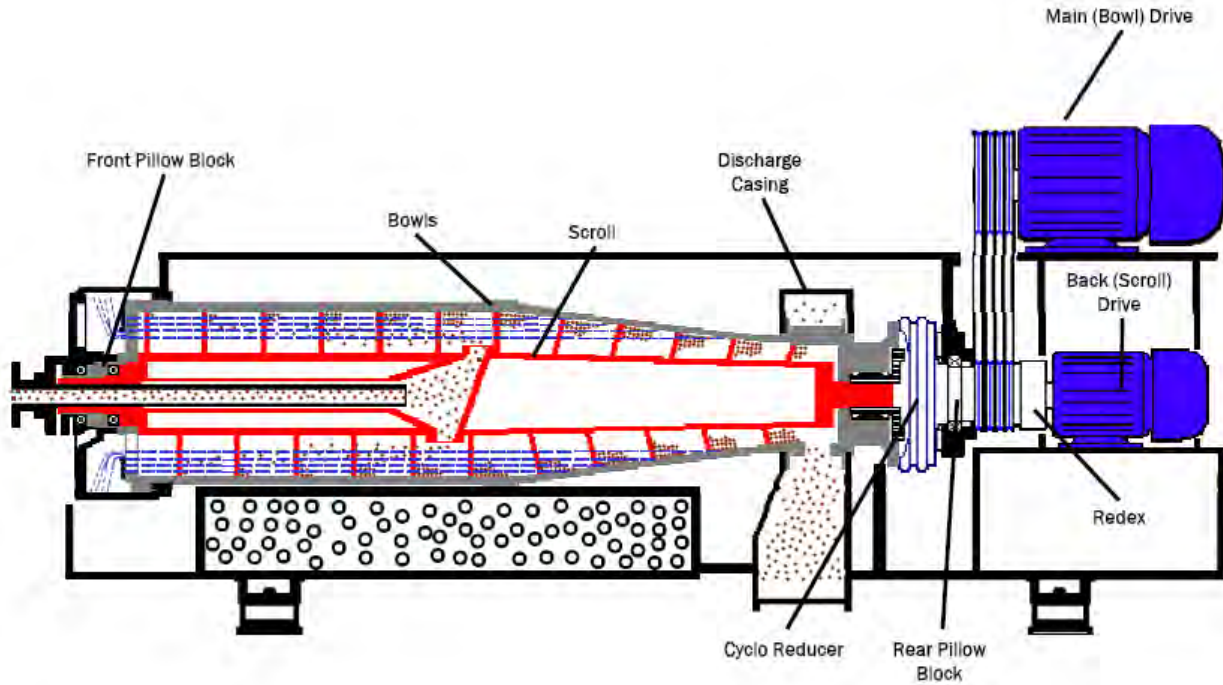 Main (Bowl) Drive
Front Pillow Block
Discharge
Casing
Bowls
Scroll
Back (Scroll)
Drive
Redex
Cyclo Reducer
Rear Pillow
Block